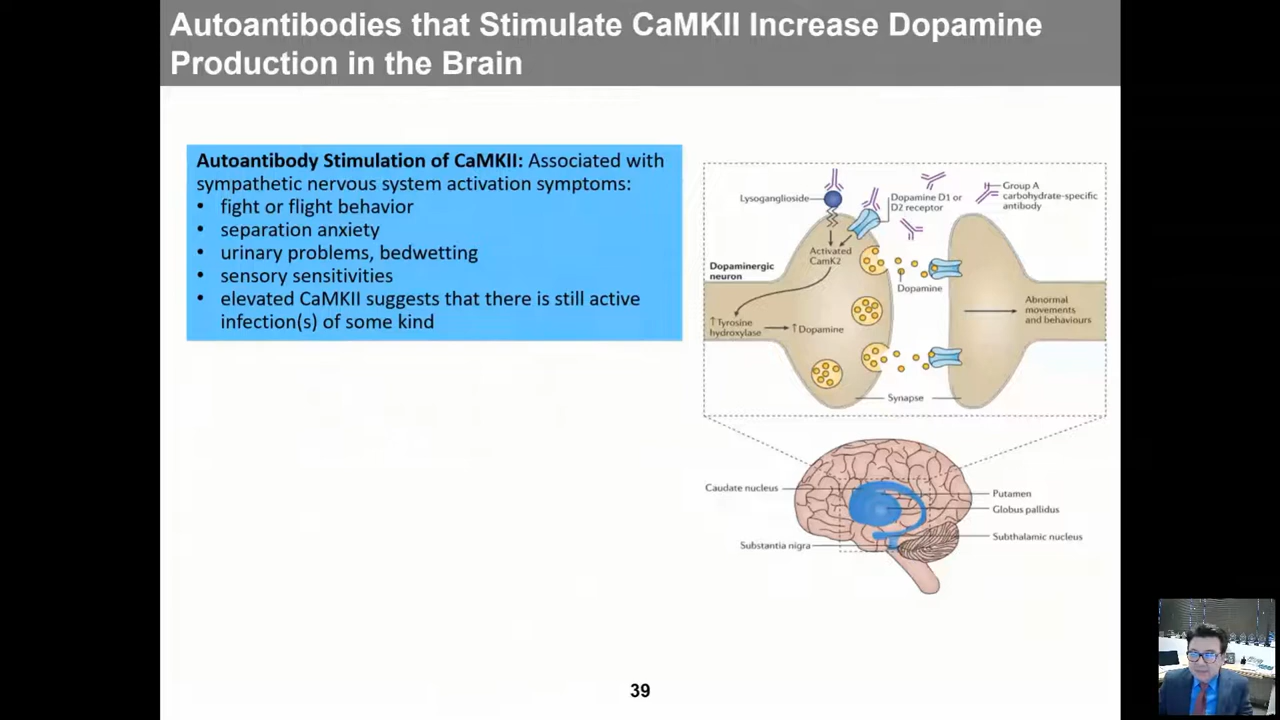 Autoantibodies that Stimulate CaMKII Increase Dopamine
Production in the Brain
Autoantibody Stimulation of CaMKII: Associated with
sympathetic nervous system activation symptoms:
• fight or flight behavior
• separation anxiety
• urinary problems, bedwetting
• sensory sensitivities
• elevated CaMKII suggests that there is still active
infection(s) of some kind
Lysoganglioside
Dopamine D1 or
D2 receptor
Group A
carbohydrate-specific
antibody
Activated
CamK2
Dopaminergic
neuron
Dopamine
↑Tyrosine
hydroxylase
↑Dopamine
Abnormal
movements
and behaviours
Synapse
Caudate nucleus
Putamen
Globus pallidus
Subthalamic nucleus
Substantia nigra
39